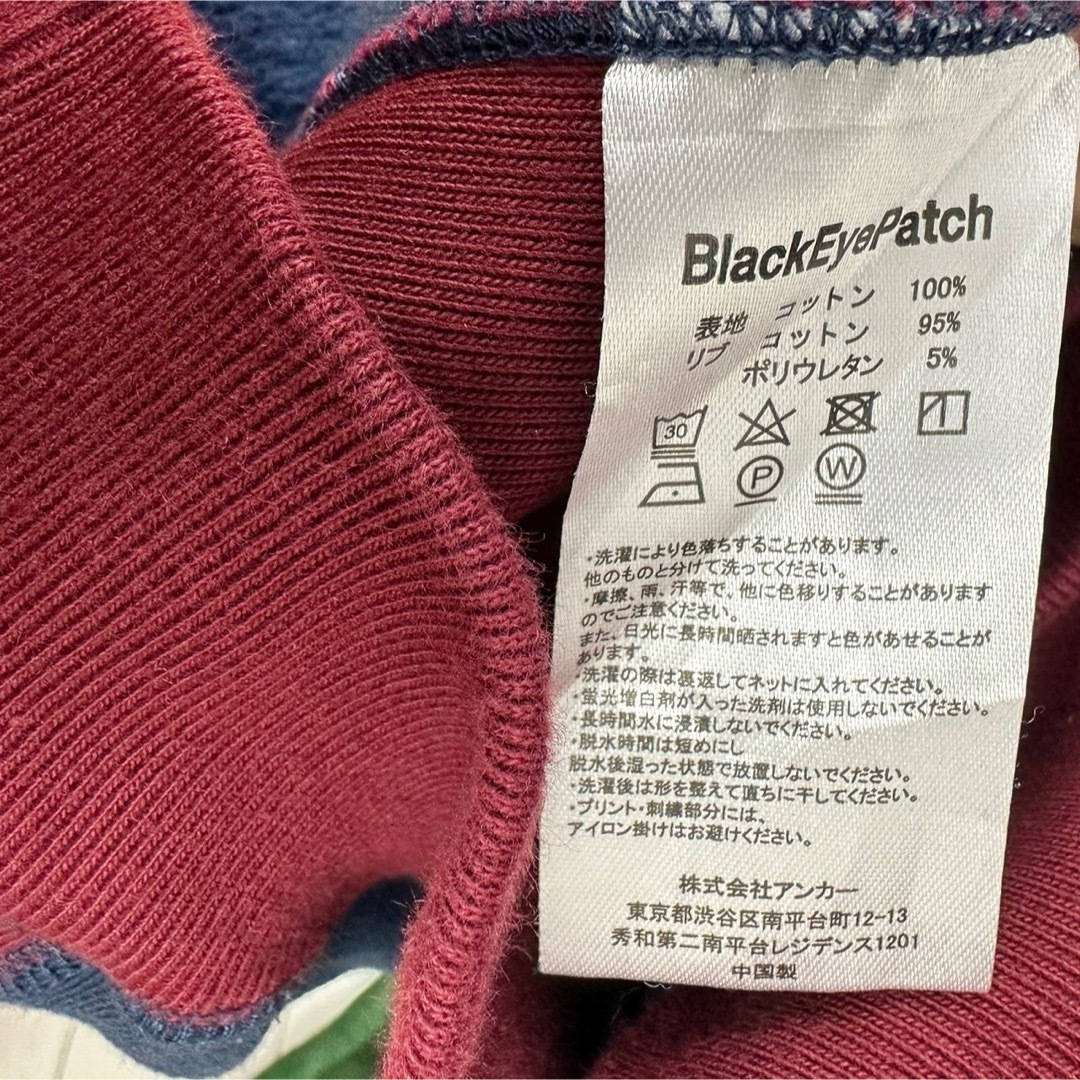 BlackEyePatch
表地 コットン 100%
リブ コットン 95%
ポリウレタン 5%
30
P W
・洗濯により色落ちすることがあります。
他のものと分けて洗ってください。
・摩擦、雨、汗等で、他に色移りすることがあります
のでご注意ください。
また、日光に長時間晒されますと色があせることが
あります。
・洗濯の際は裏返してネットに入れてください。
・蛍光増白剤が入った洗剤は使用しないでください。
・長時間水に浸漬しないでください。
・脱水時間は短めにし
脱水後湿った状態で放置しないでください。
・洗濯後は形を整えて直ちに干してください。
・プリント・刺繍部分には、
アイロン掛けはお避けください。
株式会社アンカー
東京都渋谷区南平台町12-13
秀和第二南平台レジデンス1201
中国製